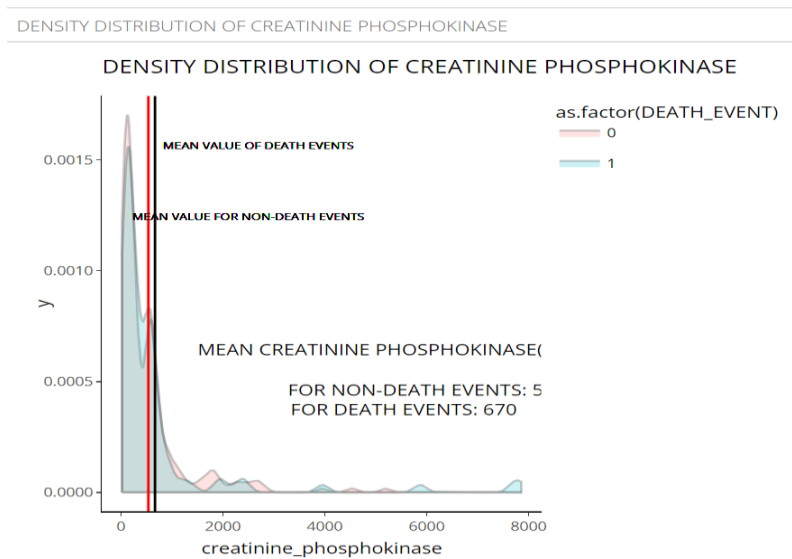 DENSITY DISTRIBUTION OF CREATININE PHOSPHOKINASE
DENSITY DISTRIBUTION OF CREATININE PHOSPHOKINASE
as.factor(DEATH_EVENT)
0
1
MEAN VALUE OF DEATH EVENTS
MEAN VALUE FOR NON-DEATH EVENTS
MEAN CREATININE PHOSPHOKINASE(
FOR NON-DEATH EVENTS: 5
FOR DEATH EVENTS: 670
0.0015
0.0010
0.0005
0.0000
y
0
2000
4000
6000
8000
creatinine_phosphokinase